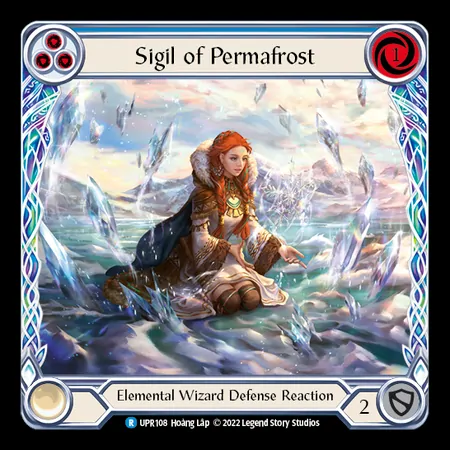 Sigil of Permafrost
1
Elemental Wizard Defense Reaction
2
R UPR108 Hoàng Lập © 2022 Legend Story Studios